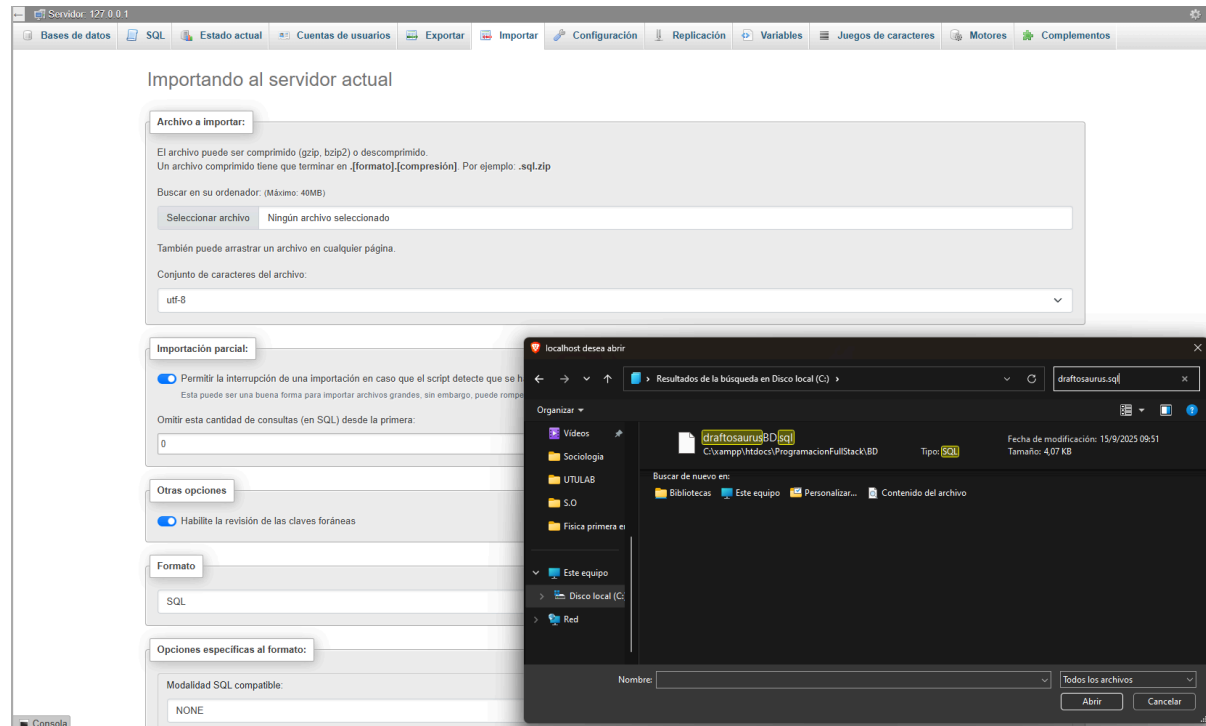 Servidor: 127.0.0.1
Bases de datos SQL Estado actual Cuentas de usuarios Exportar Importar Configuración Replicación Variables Juegos de caracteres Motores Complementos
Importando al servidor actual
Archivo a importar:
El archivo puede ser comprimido (gzip, bzip2) o descomprimido.
Un archivo comprimido tiene que terminar en .[formato].[compresión]. Por ejemplo: .sql.zip
Buscar en su ordenador: (Máximo: 40MB)
Seleccionar archivo Ningún archivo seleccionado
También puede arrastrar un archivo en cualquier página.
Conjunto de caracteres del archivo:
utf-8
Importación parcial:
Permitir la interrupción de una importación en caso que el script detecte que se h
Esta puede ser una buena forma para importar archivos grandes, sin embargo, puede rompe
Omitir esta cantidad de consultas (en SQL) desde la primera:
0
Otras opciones
Habilite la revisión de las claves foráneas
Formato
SQL
Opciones específicas al formato:
Modalidad SQL compatible:
NONE
Consola
localhost desea abrir
Resultados de la búsqueda en Disco local (C:)
draftosaurus.sql
Organizar
Vídeos
Sociologia
UTULAB
S.O
Fisica primera e
Este equipo
Disco local (C:
Red
draftosaurusBD.sql
C:\xampp\htdocs\ProgramacionFullStack\BD
Tipo: SQL
Fecha de modificación: 15/9/2025 09:51
Tamaño: 4,07 KB
Buscar de nuevo en:
Bibliotecas Este equipo Personalizar... Contenido del archivo
Nombre:
Todos los archivos
Abrir Cancelar